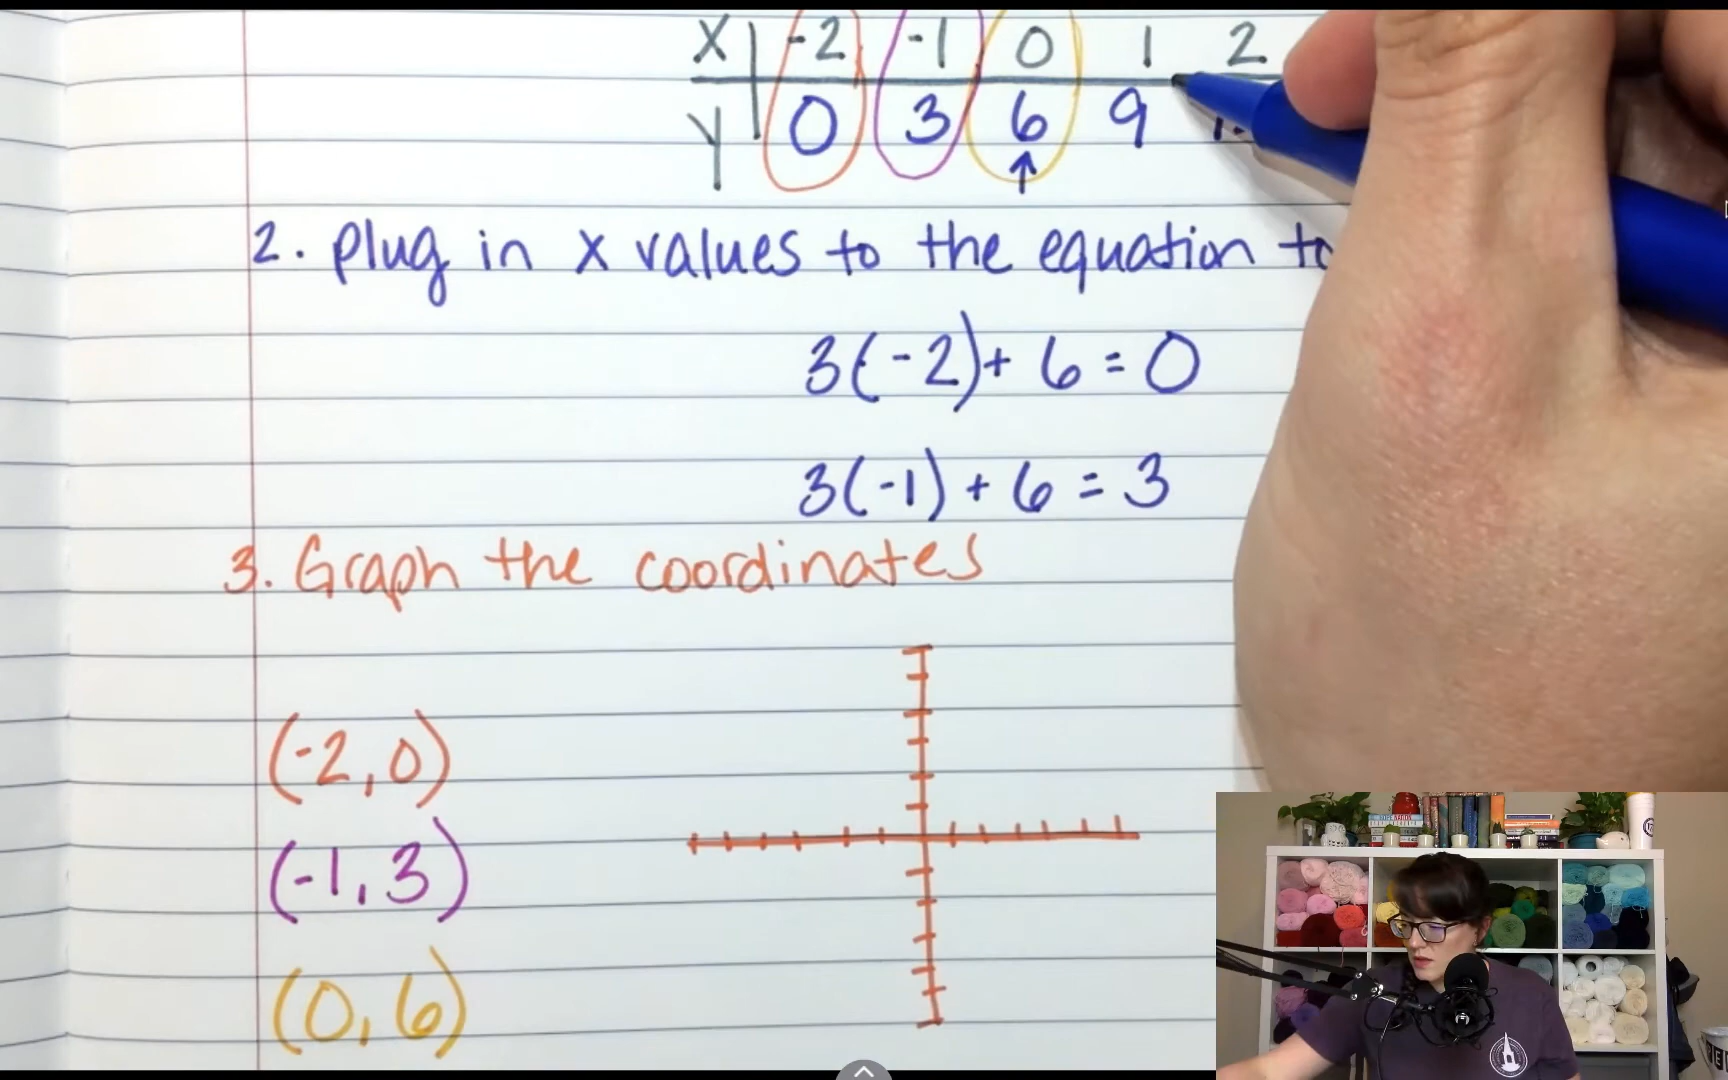 X -2 -1 0 1 2
Y 0 3 6 9
2. plug in x values to the equation to
3(-2)+ 6 = 0
3(-1) + 6 = 3
3. Graph the coordinates
(-2, 0)
(-1, 3)
(0, 6)